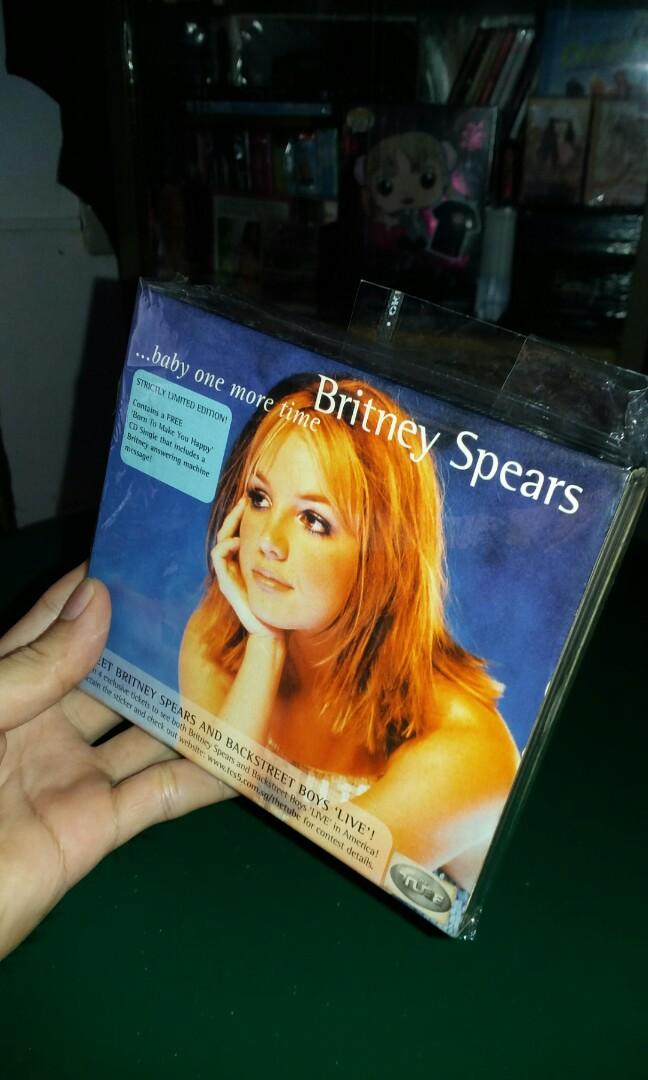 ...baby one more time
Britney Spears
STRICTLY LIMITED EDITION!
Contains a FREE
'Born To Make You Happy'
CD Single that includes a
Britney answering machine
message!
BRITNEY SPEARS AND BACKSTREET BOYS 'LIVE'!
4 exclusive tickets to see both Britney Spears and Backstreet Boys 'LIVE' in America!
the sticker and check out website: www.tcs5.com.sg/thetube for contest details.